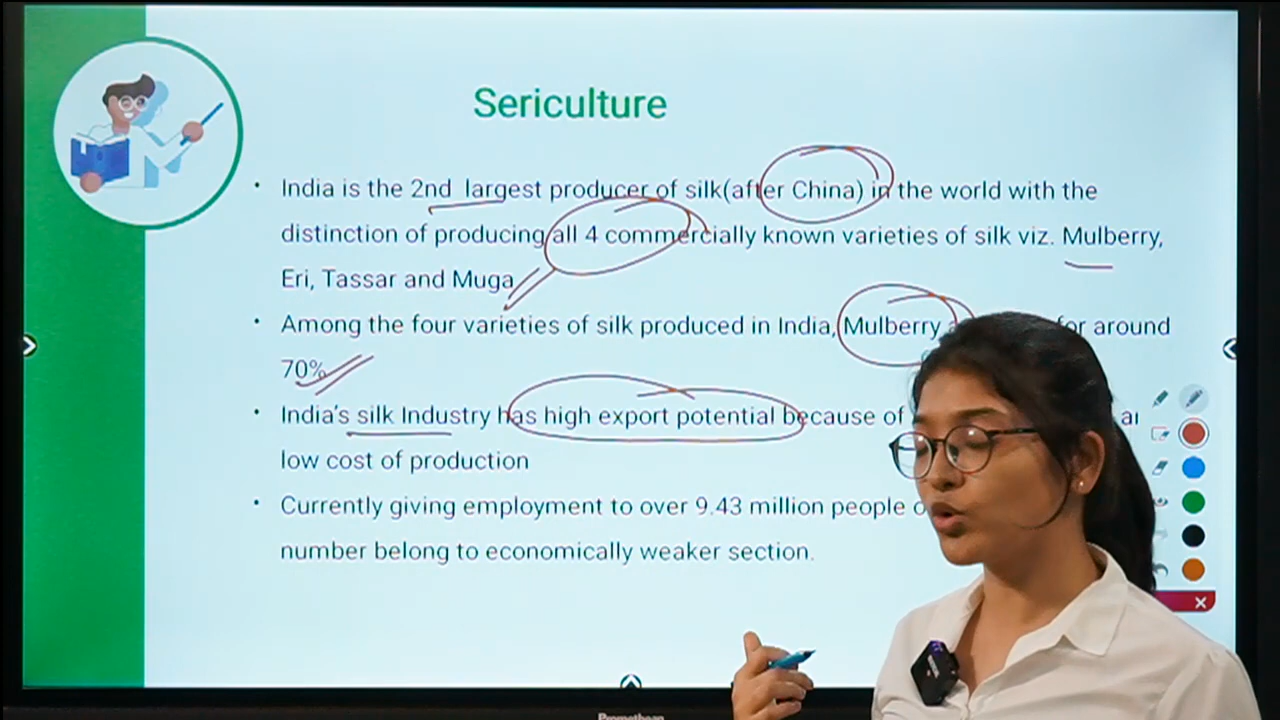 Sericulture
• India is the 2nd largest producer of silk(after China) in the world with the
distinction of producing all 4 commercially known varieties of silk viz. Mulberry,
Eri, Tassar and Muga
• Among the four varieties of silk produced in India, Mulberry for around
70%
• India's silk Industry has high export potential because of
low cost of production
• Currently giving employment to over 9.43 million people
number belong to economically weaker section.
Promethean